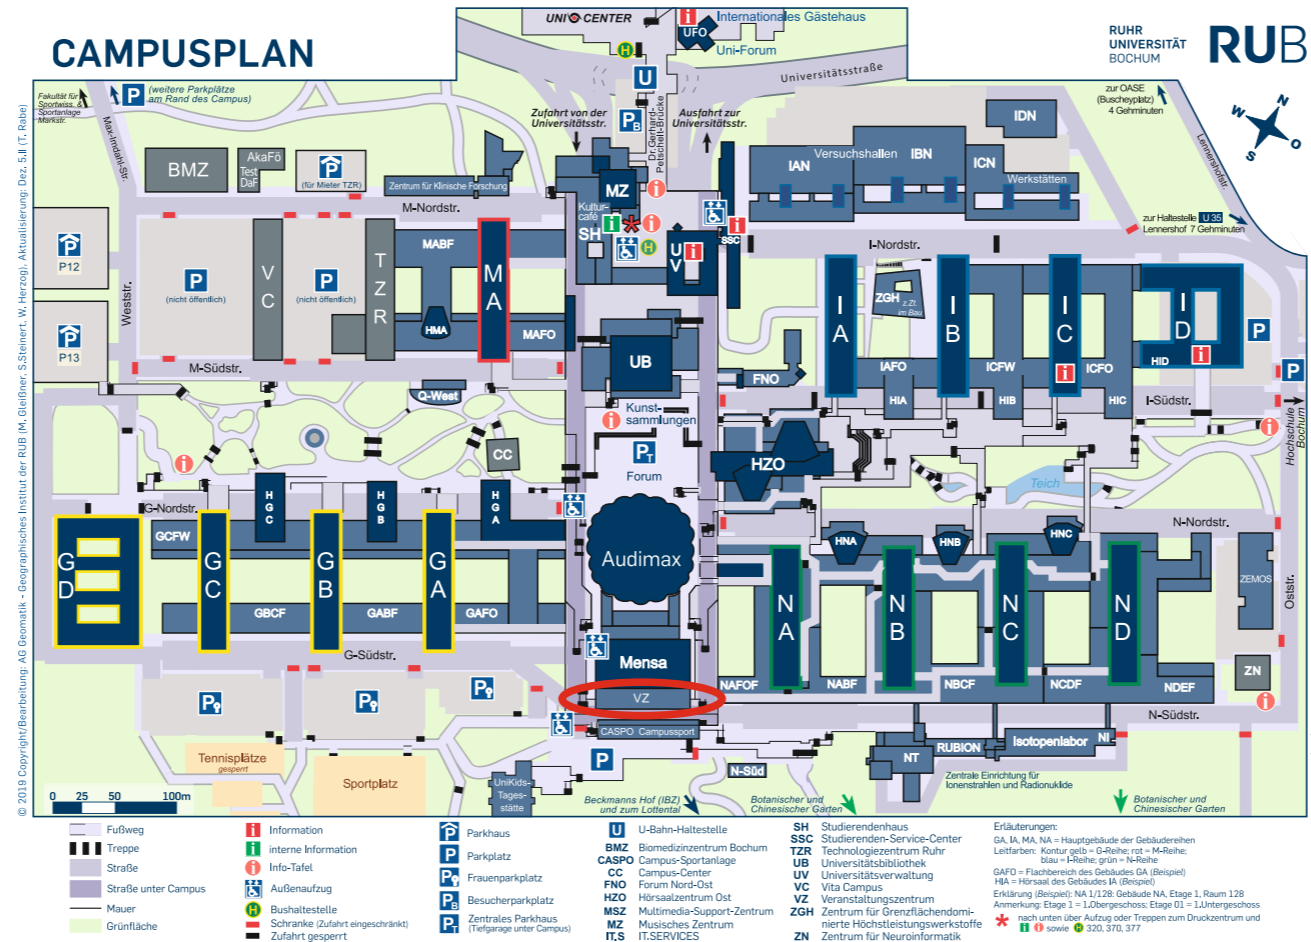 UNI CENTER
Internationales Gästehaus
UFO
Uni-Forum
RUHR
UNIVERSITÄT
BOCHUM
RUB
CAMPUSPLAN
Universitätsstraße
(weitere Parkplätze
am Rand des Campus)
Fakultät für
Sportwiss. &
Sportanlage
Markstr.
Max-Imdahl-Str.
Zufahrt von der
Universitätsstr.
Dr.Gerhard-
Petschelt-Brücke
Ausfahrt zur
Universitätsstr.
zur OASE
(Buscheyplatz)
4 Gehminuten
Lennershofstr.
N
W
O
S
BMZ
AkaFö
Test
DaF
(für Mieter TZR)
Zentrum für Klinische Forschung
MZ
Kultur-
café
SH
IAN
Versuchshallen
IBN
ICN
IDN
Werkstätten
M-Nordstr.
SSC
UV
I-Nordstr.
zur Haltestelle U 35
Lennershof 7 Gehminuten
P12
P13
Weststr.
(nicht öffentlich)
VC
(nicht öffentlich)
TZR
MABF
HMA
MA
MAFO
UB
FNO
IA
ZGH
z.Zt.
im Bau
IB
IC
ID
HID
IAFO
ICFW
ICFO
HIA
HIB
HIC
M-Südstr.
I-Südstr.
Q-West
Kunst-
sammlungen
Forum
CC
HZO
Teich
Hochschule
Bochum
G-Nordstr.
HGC
HGB
HGA
N-Nordstr.
GCFW
GD
GC
GB
GA
GBCF
GABF
GAFO
G-Südstr.
Audimax
Mensa
VZ
CASPO Campussport
HNA
HNB
HNC
NA
NB
NC
ND
NAFOF
NABF
NBCF
NCDF
NDEF
ZEMOS
Oststr.
ZN
N-Südstr.
NT
RUBION
Isotopenlabor
NI
Zentrale Einrichtung für
Ionenstrahlen und Radionuklide
Tennisplätze
gesperrt
Sportplatz
UniKids-
Tages-
stätte
N-Süd
Beckmanns Hof (IBZ)
und zum Lottental
Botanischer und
Chinesischer Garten
Botanischer und
Chinesischer Garten
0 25 50 100m
© 2019 Copyright/Bearbeitung: AG Geomatik - Geographisches Institut der RUB (M. Gleißner, S.Steinert, W. Herzog), Aktualisierung: Dez. 5.II (T. Rabe)
Fußweg
Treppe
Straße
Straße unter Campus
Mauer
Grünfläche
Information
interne Information
Info-Tafel
Außenaufzug
Bushaltestelle
Schranke (Zufahrt eingeschränkt)
Zufahrt gesperrt
Parkhaus
Parkplatz
Frauenparkplatz
Besucherparkplatz
Zentrales Parkhaus
(Tiefgarage unter Campus)
U U-Bahn-Haltestelle
BMZ Biomedizinzentrum Bochum
CASPO Campus-Sportanlage
CC Campus-Center
FNO Forum Nord-Ost
HZO Hörsaalzentrum Ost
MSZ Multimedia-Support-Zentrum
MZ Musisches Zentrum
IT,S IT.SERVICES
SH Studierendenhaus
SSC Studierenden-Service-Center
TZR Technologiezentrum Ruhr
UB Universitätsbibliothek
UV Universitätsverwaltung
VC Vita Campus
VZ Veranstaltungszentrum
ZGH Zentrum für Grenzflächendomi-
nierte Höchstleistungswerkstoffe
ZN Zentrum für Neuroinformatik
Erläuterungen:
GA, IA, MA, NA = Hauptgebäude der Gebäudereihen
Leitfarben: Kontur gelb = G-Reihe; rot = M-Reihe;
blau = I-Reihe; grün = N-Reihe
GAFO = Flachbereich des Gebäudes GA (Beispiel)
HIA = Hörsaal des Gebäudes IA (Beispiel)
Erklärung (Beispiel): NA 1/128: Gebäude NA, Etage 1, Raum 128
Anmerkung: Etage 1 = 1.Obergeschoss; Etage 01 = 1.Untergeschoss
* nach unten über Aufzug oder Treppen zum Druckzentrum und
i i sowie H 320, 370, 377